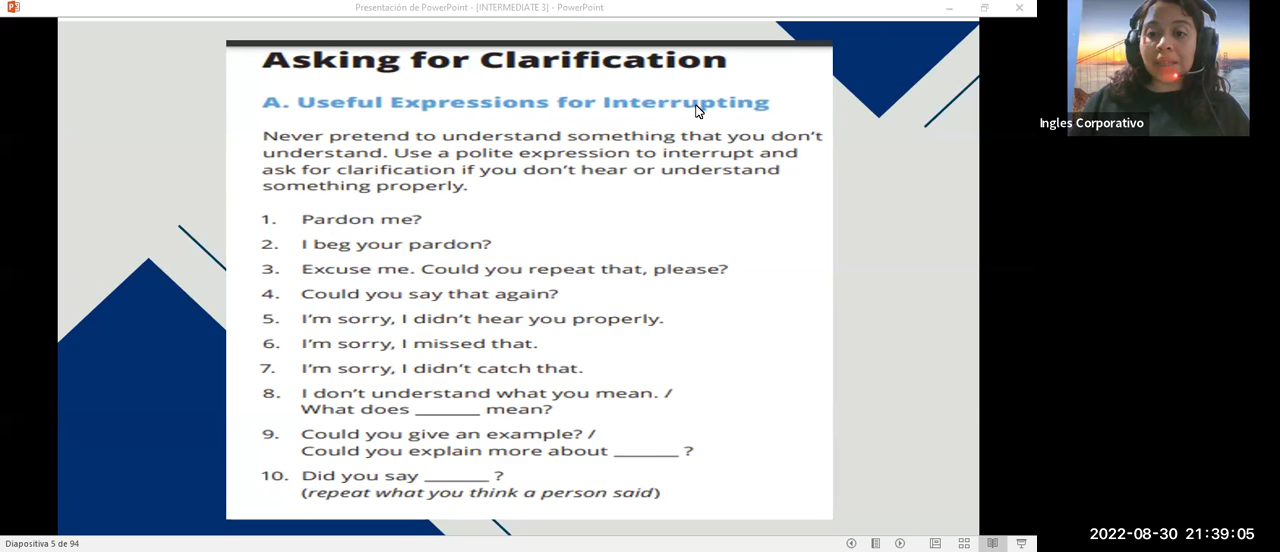 Presentación de PowerPoint - [INTERMEDIATE 3] - PowerPoint
Asking for Clarification
A. Useful Expressions for Interrupting
Never pretend to understand something that you don't
understand. Use a polite expression to interrupt and
ask for clarification if you don't hear or understand
something properly.
1. Pardon me?
2. I beg your pardon?
3. Excuse me. Could you repeat that, please?
4. Could you say that again?
5. I'm sorry, I didn't hear you properly.
6. I'm sorry, I missed that.
7. I'm sorry, I didn't catch that.
8. I don't understand what you mean. /
What does _______ mean?
9. Could you give an example? /
Could you explain more about _______ ?
10. Did you say _______ ?
(repeat what you think a person said)
Ingles Corporativo
Diapositiva 5 de 94
2022-08-30 21:39:05